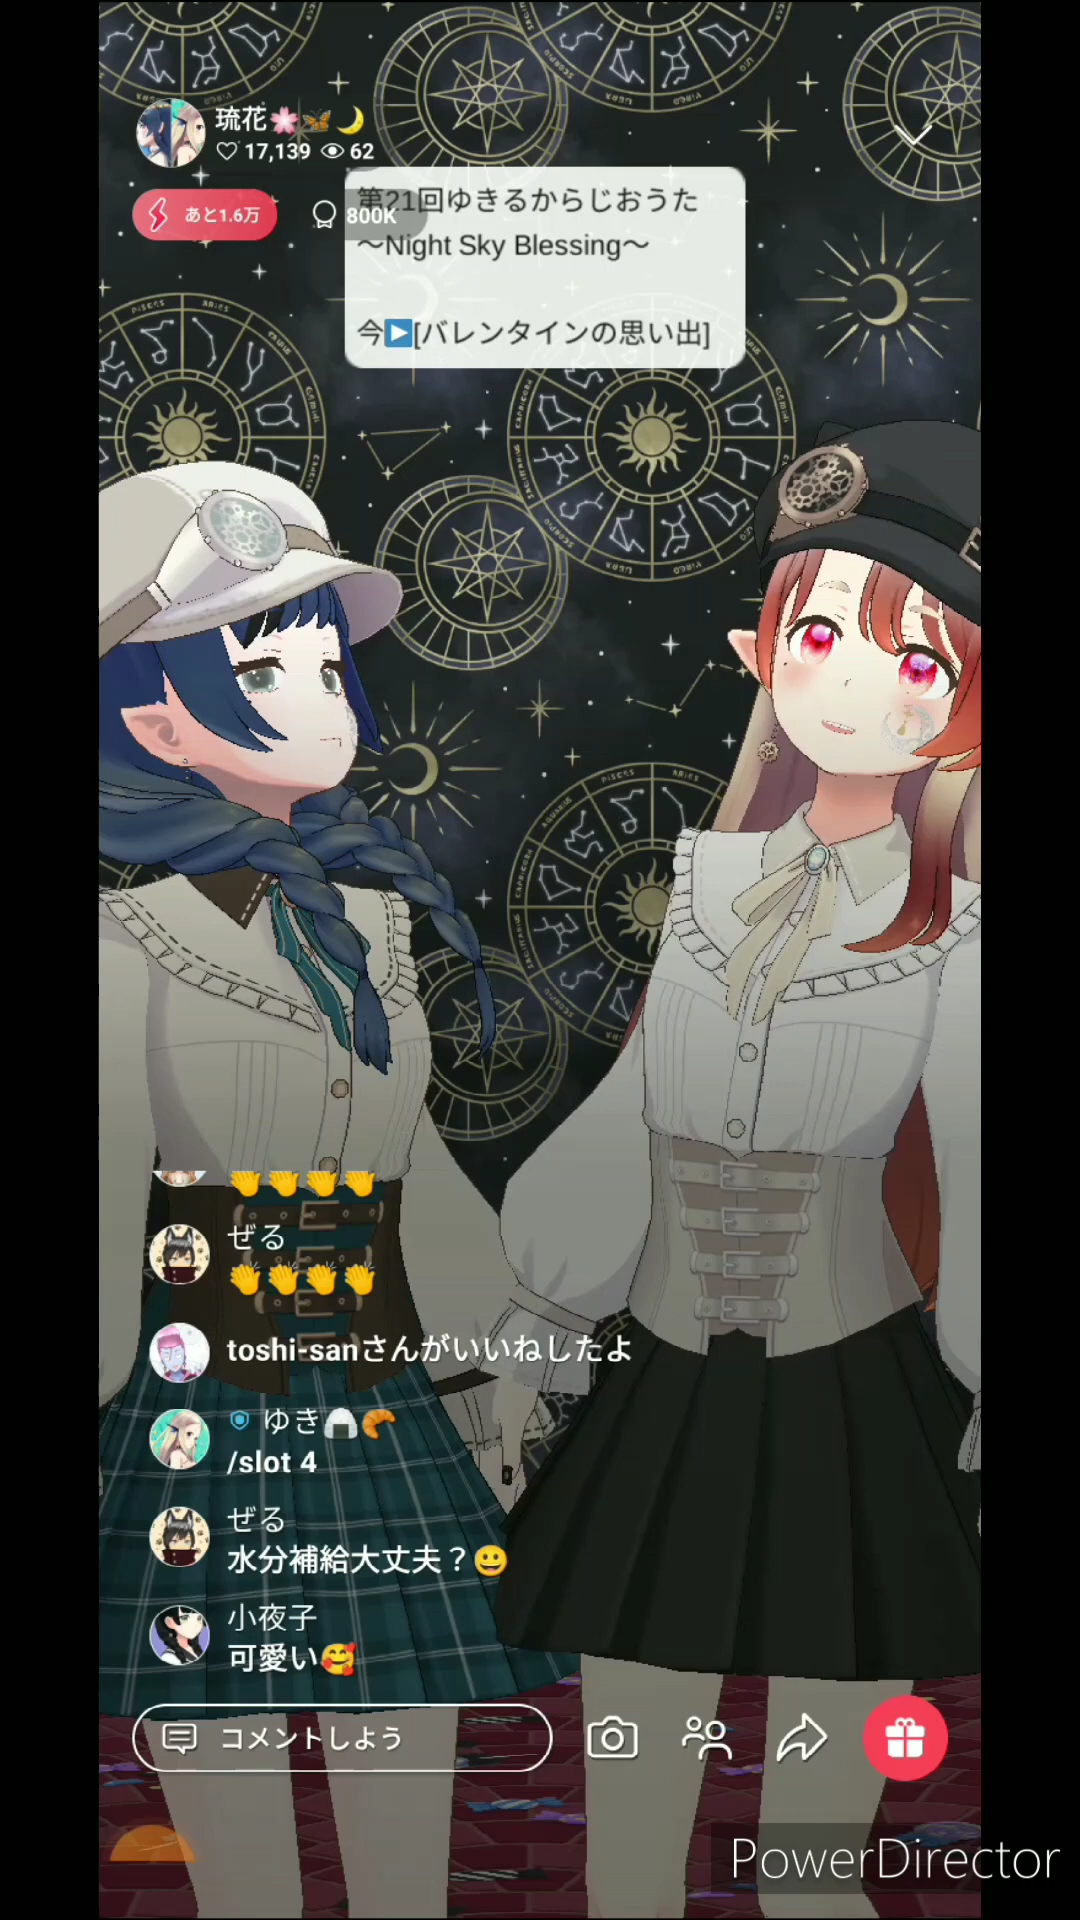 琉花🌸🦋🌙
17,139 62
あと1.6万
800K
第21回ゆきるからじおうた
〜Night Sky Blessing〜
今▶️[バレンタインの思い出]
👏👏👏👏
ぜる
👏👏👏👏
toshi-sanさんがいいねしたよ
ゆき🍙🥐
/slot 4
ぜる
水分補給大丈夫？😀
小夜子
可愛い🥰
コメントしよう
PowerDirector